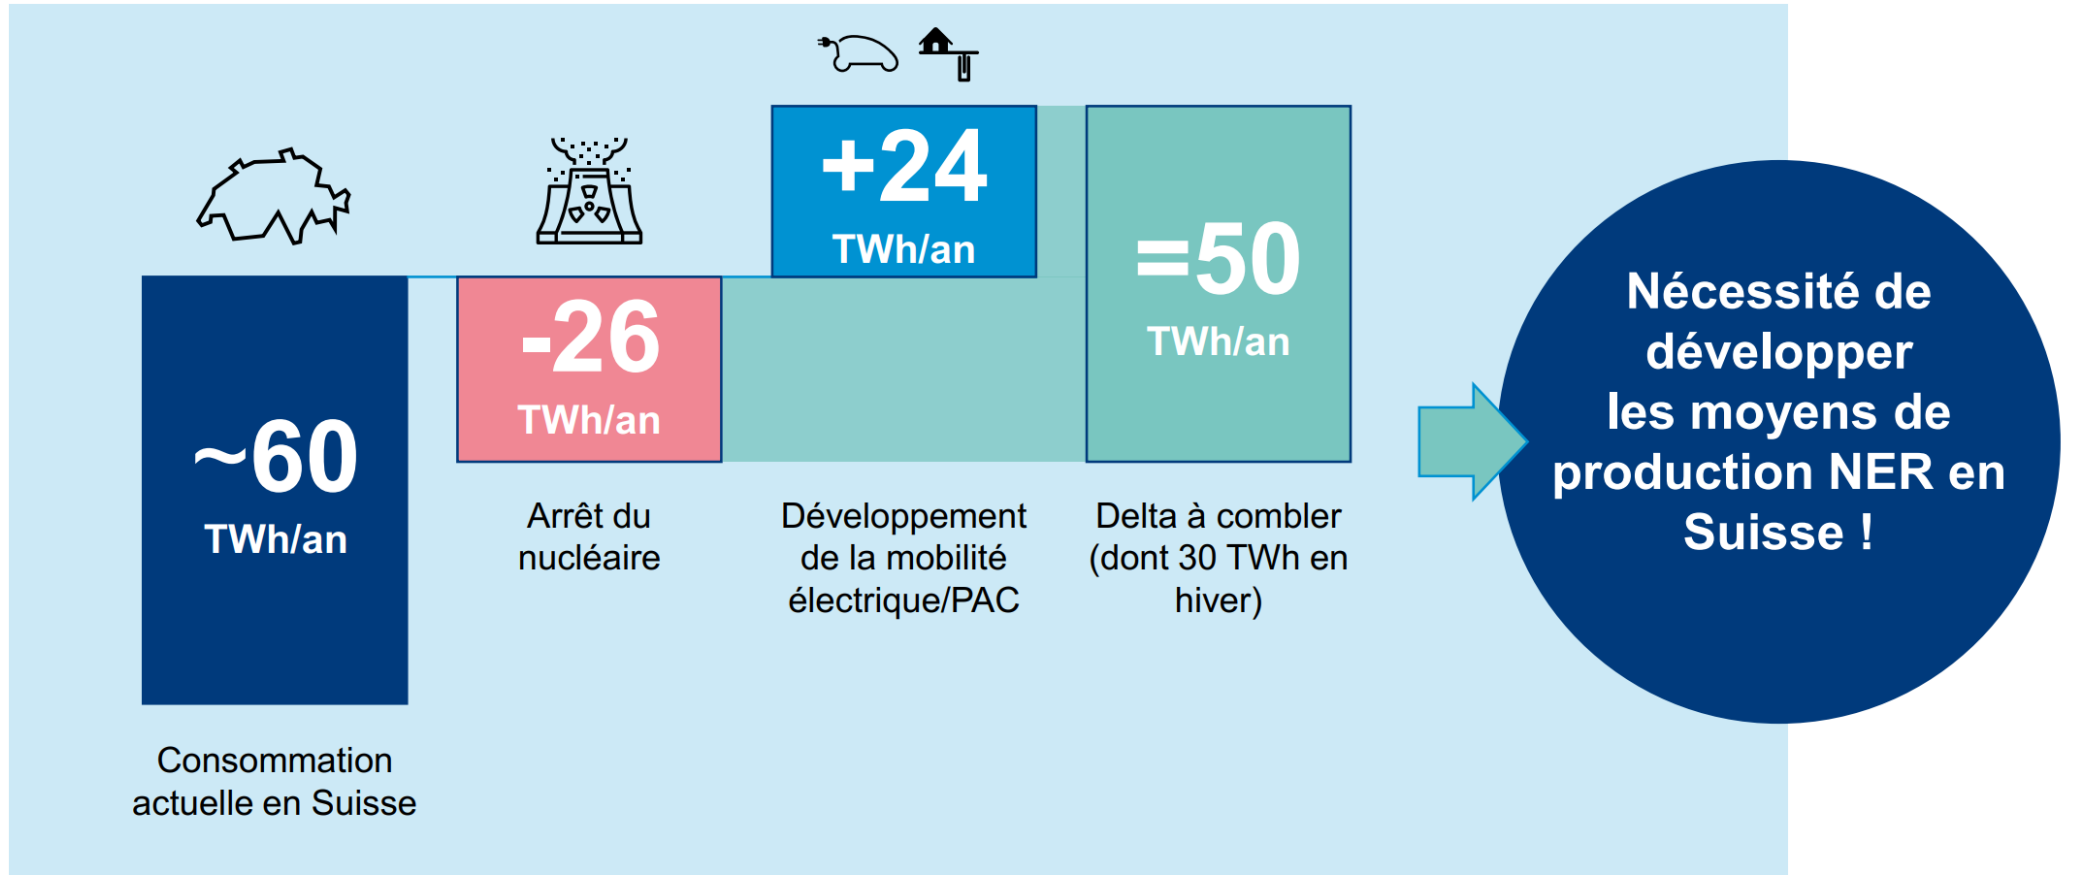 ~60
TWh/an
Consommation
actuelle en Suisse
-26
TWh/an
Arrêt du
nucléaire
+24
TWh/an
Développement
de la mobilité
électrique/PAC
=50
TWh/an
Delta à combler
(dont 30 TWh en
hiver)
Nécessité de
développer
les moyens de
production NER en
Suisse !